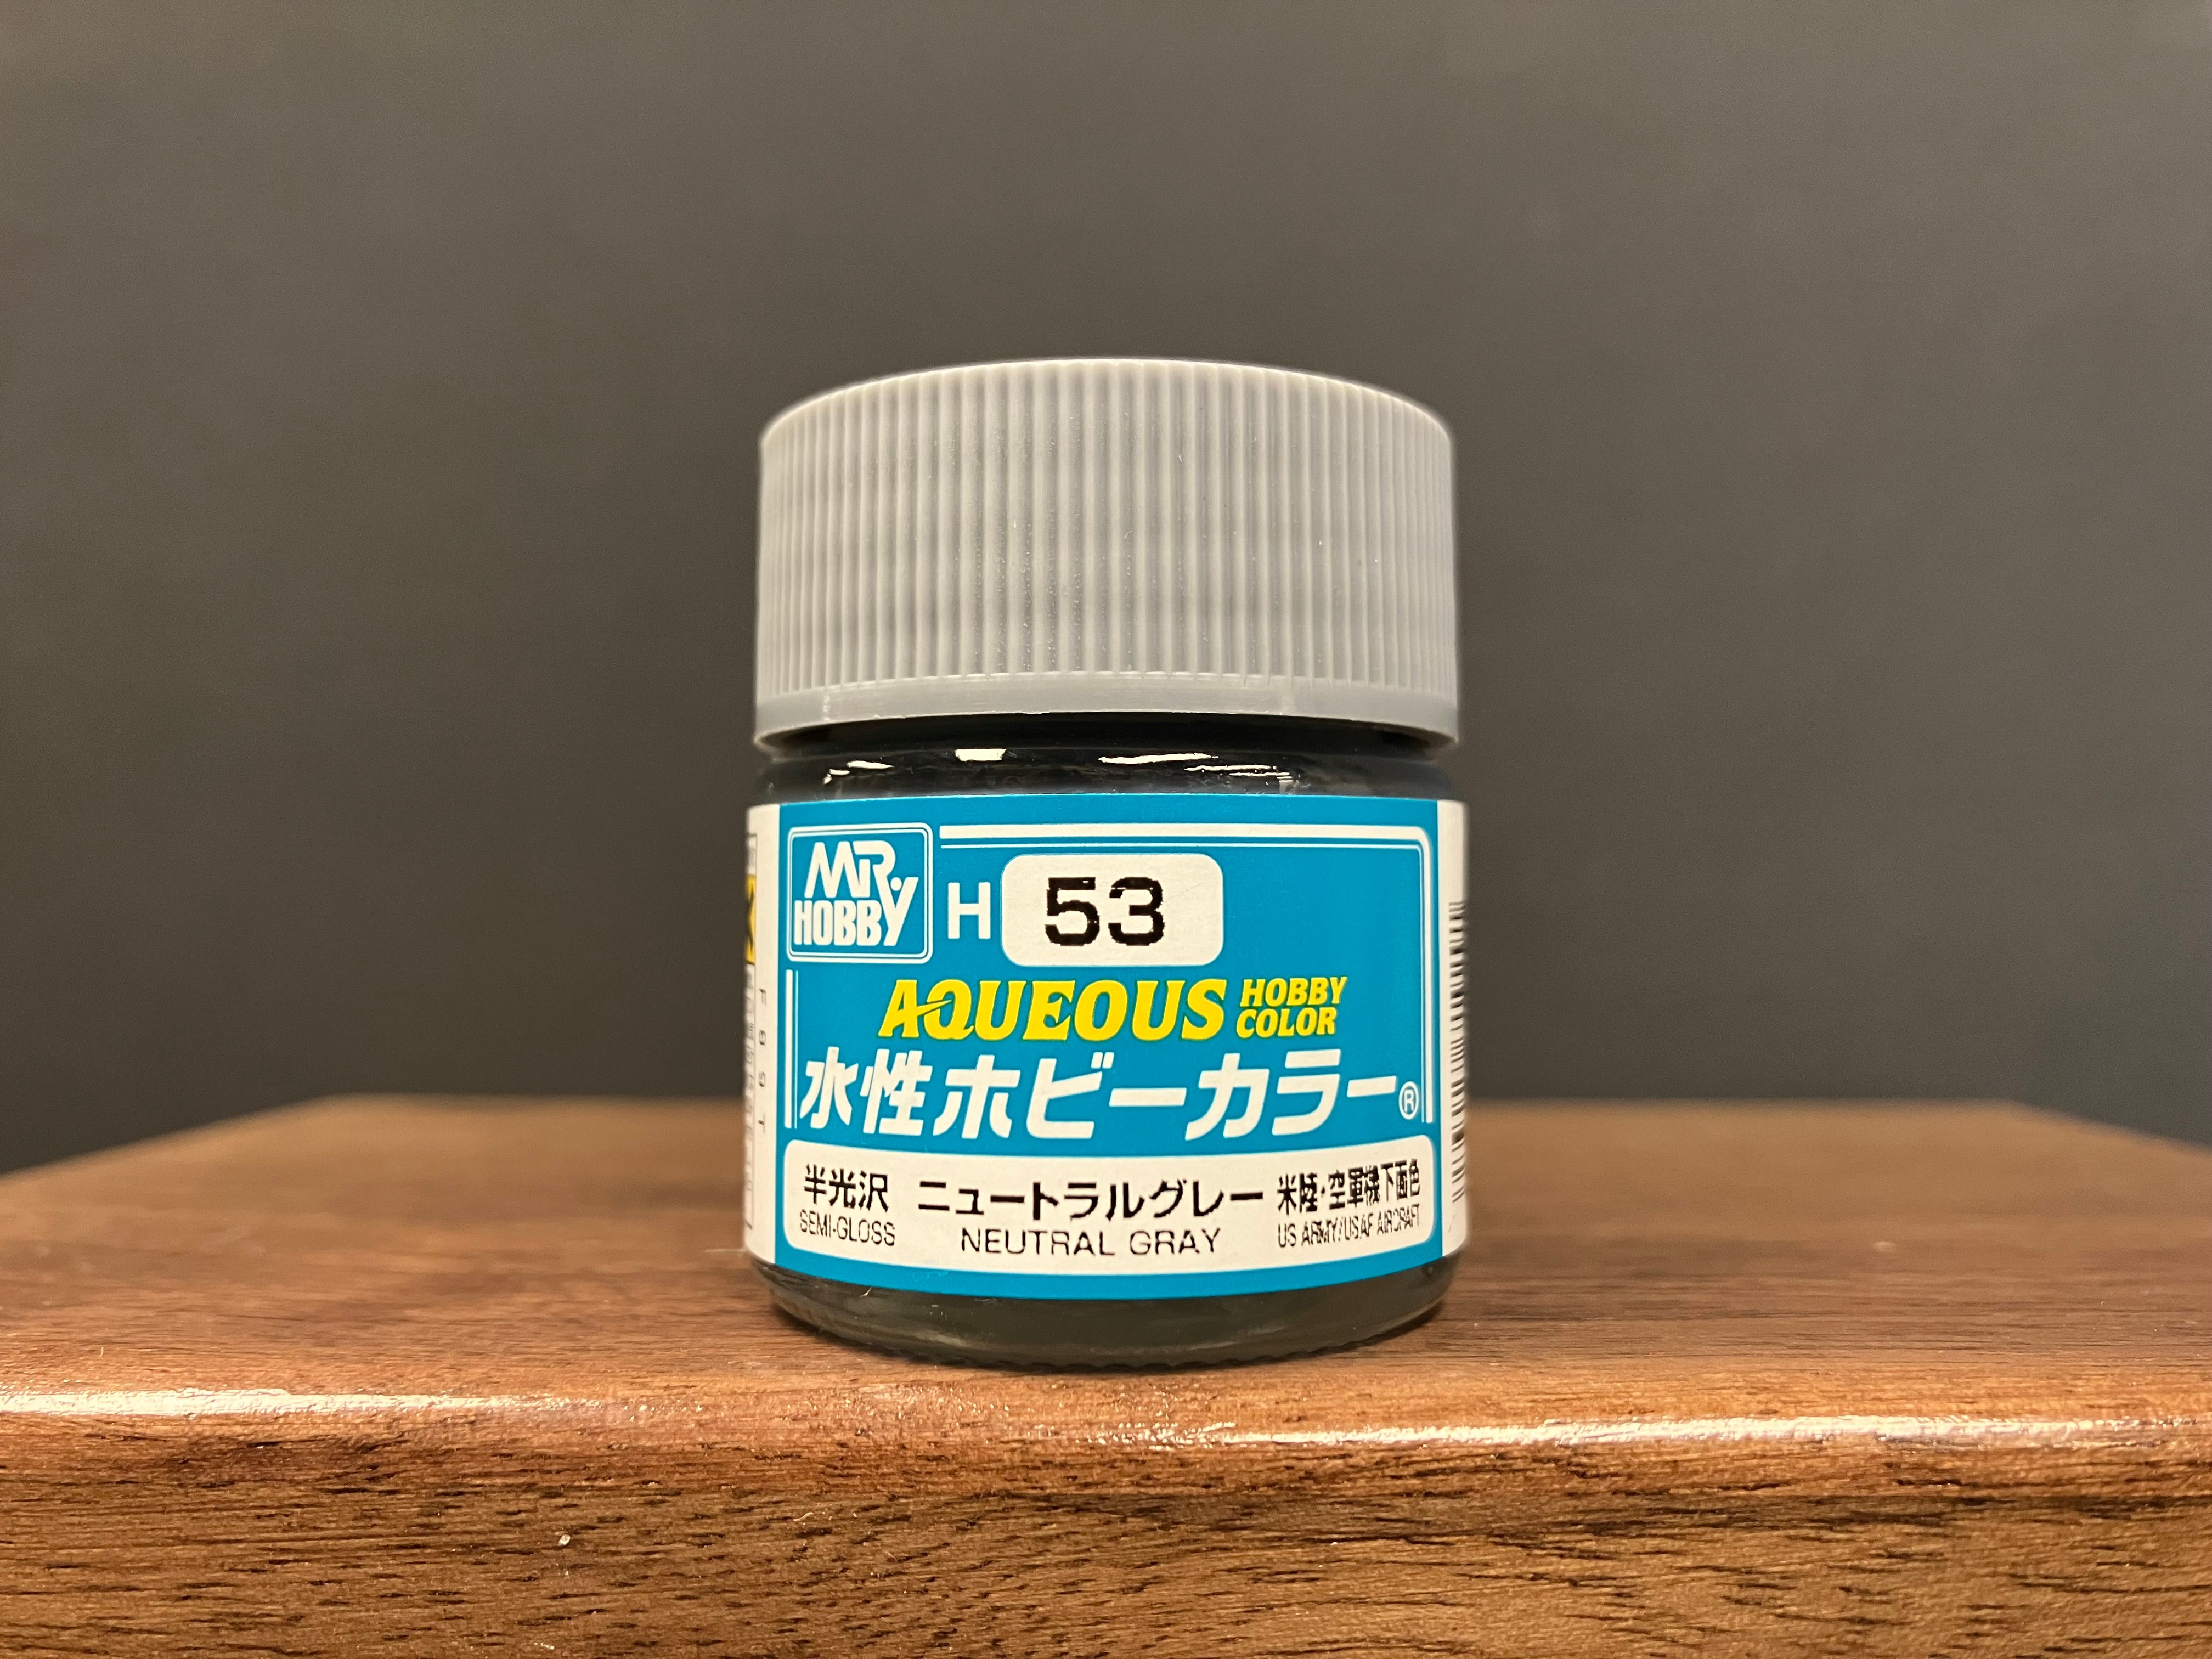 MR.
HOBBY
H 53
AQUEOUS HOBBY COLOR
水性ホビーカラー®
半光沢 ニュートラルグレー 米陸・空軍機下面色
SEMI-GLOSS NEUTRAL GRAY US ARMY/USAF AIRCRAFT